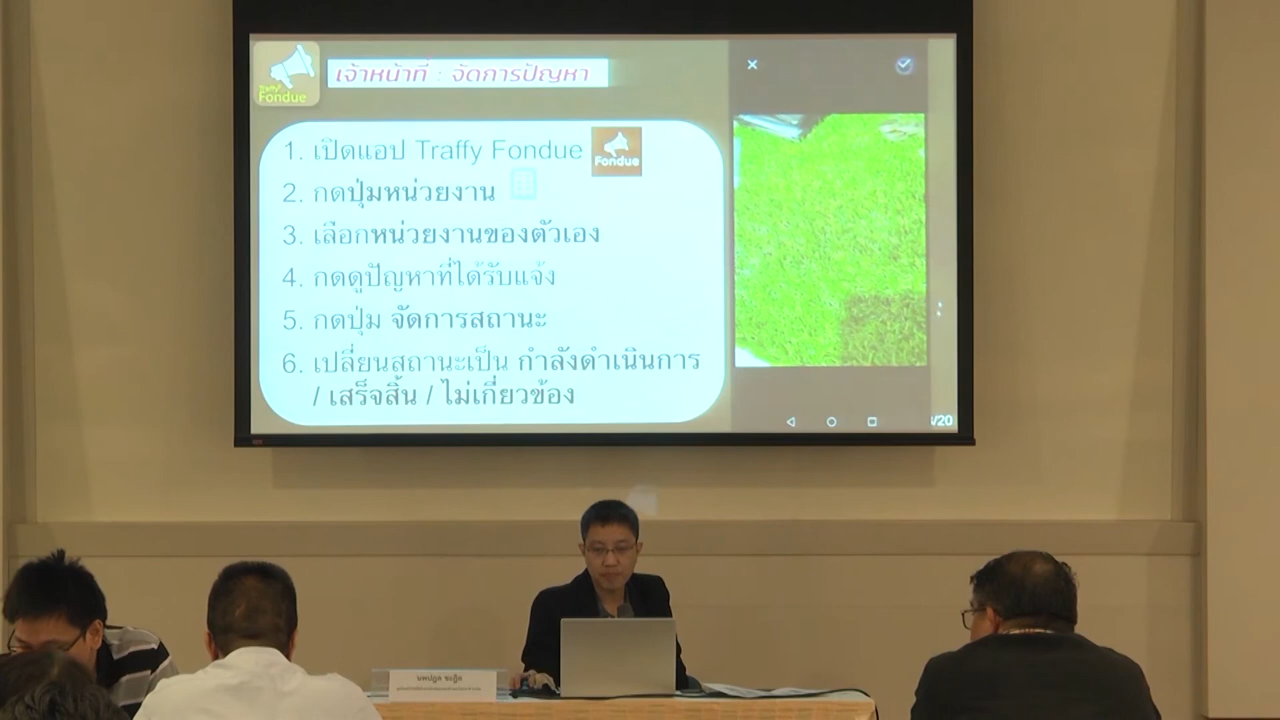 เจ้าหน้าที่ : จัดการปัญหา
Traffy
Fondue
1. เปิดแอป Traffy Fondue
Fondue
2. กดปุ่มหน่วยงาน
3. เลือกหน่วยงานของตัวเอง
4. กดดูปัญหาที่ได้รับแจ้ง
5. กดปุ่ม จัดการสถานะ
6. เปลี่ยนสถานะเป็น กำลังดำเนินการ
/ เสร็จสิ้น / ไม่เกี่ยวข้อง
/20